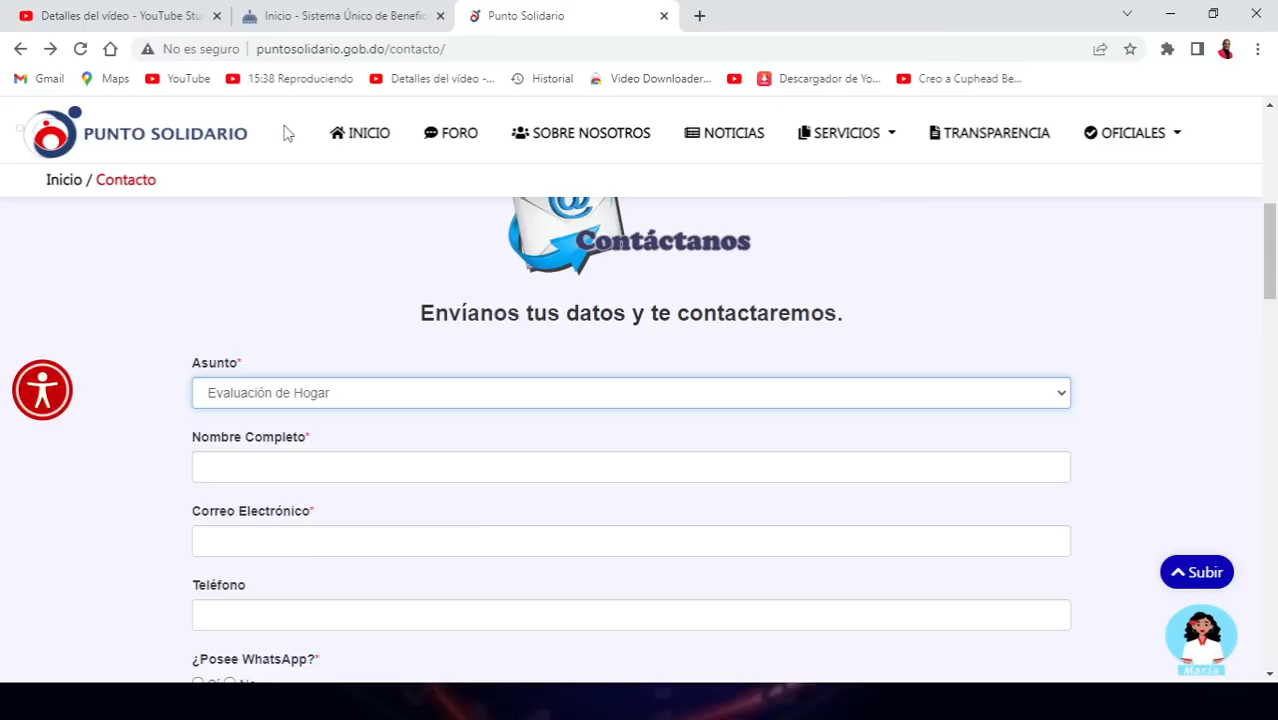 Detalles del vídeo - YouTube Stu
Inicio - Sistema Único de Benefic
Punto Solidario
No es seguro
puntosolidario.gob.do/contacto/
Gmail
Maps
YouTube
15:38 Reproduciendo
Detalles del vídeo -...
Historial
Video Downloader...
Descargador de Yo...
Creo a Cuphead Be...
PUNTO SOLIDARIO
INICIO
FORO
SOBRE NOSOTROS
NOTICIAS
SERVICIOS
TRANSPARENCIA
OFICIALES
Inicio / Contacto
@
Contáctanos
Envíanos tus datos y te contactaremos.
Asunto*
Evaluación de Hogar
Nombre Completo*
Correo Electrónico*
Teléfono
Subir
¿Posee WhatsApp?*
María
Sí No